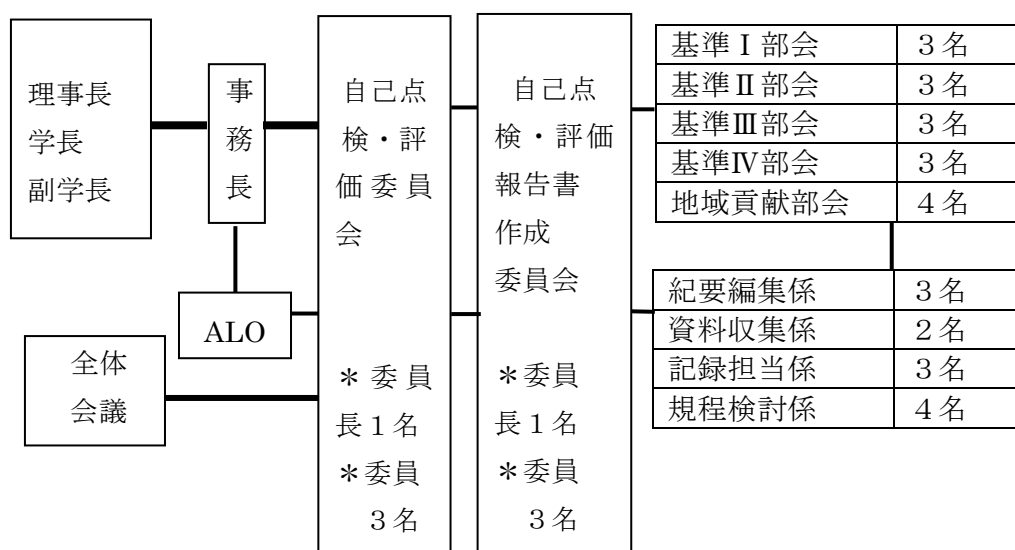 理事長
学長
副学長
事
務
長
ALO
全体
会議
自己点
検・評
価委員
会
＊委員
長１名
＊委員
３名
自己点
検・評価
報告書
作成
委員会
＊委員
長１名
＊委員
３名
基準Ⅰ部会 ３名
基準Ⅱ部会 ３名
基準Ⅲ部会 ３名
基準Ⅳ部会 ３名
地域貢献部会 ４名
紀要編集係 ３名
資料収集係 ２名
記録担当係 ３名
規程検討係 ４名